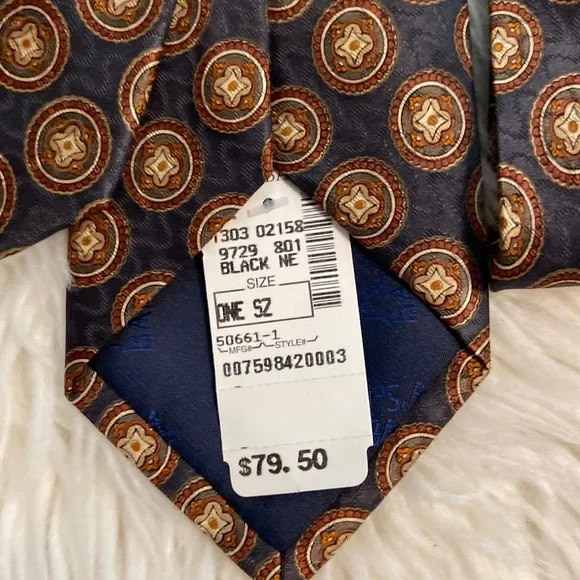 1303 02158
9729 801
BLACK NE
SIZE
ONE SZ
50661-1
MFG# STYLE#
007598420003
$79.50